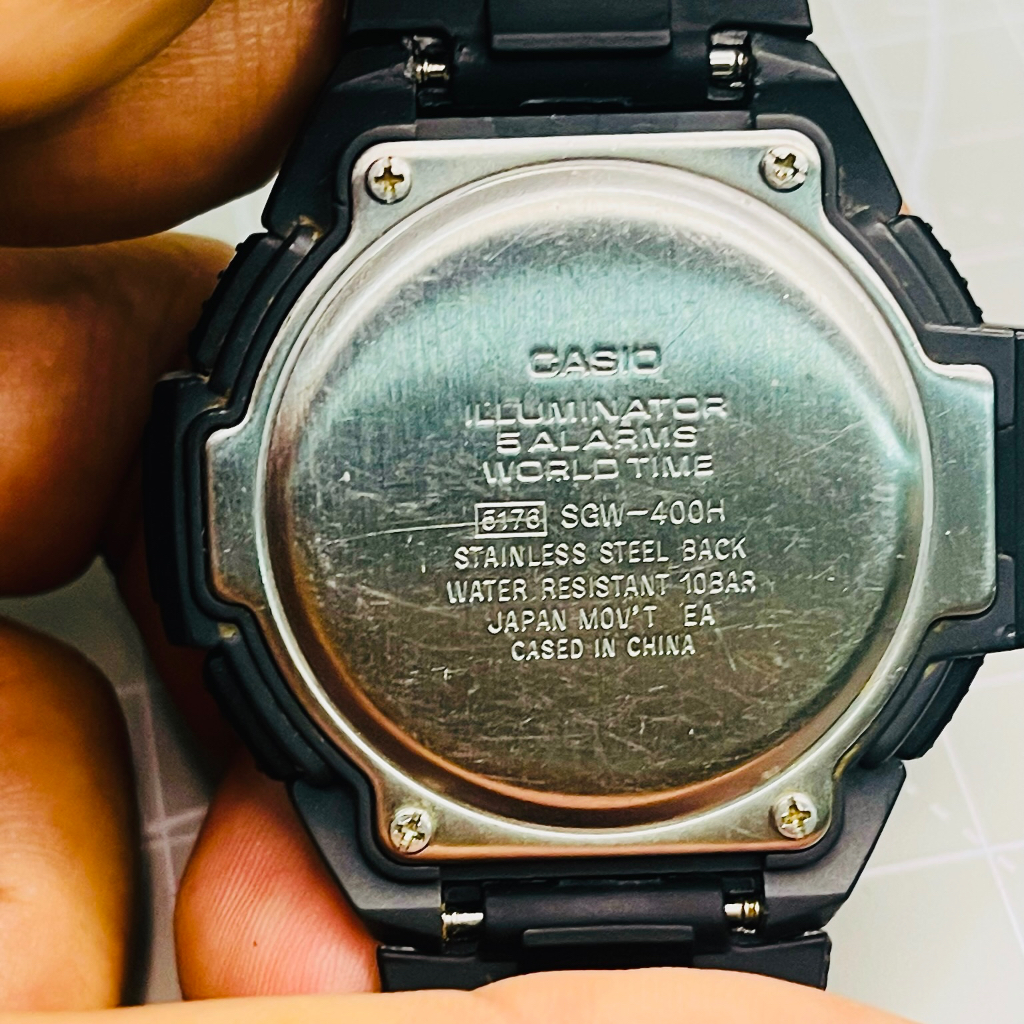 CASIO
ILLUMINATOR
5 ALARMS
WORLD TIME
5176 SGW-400H
STAINLESS STEEL BACK
WATER RESISTANT 10BAR
JAPAN MOV'T EA
CASED IN CHINA